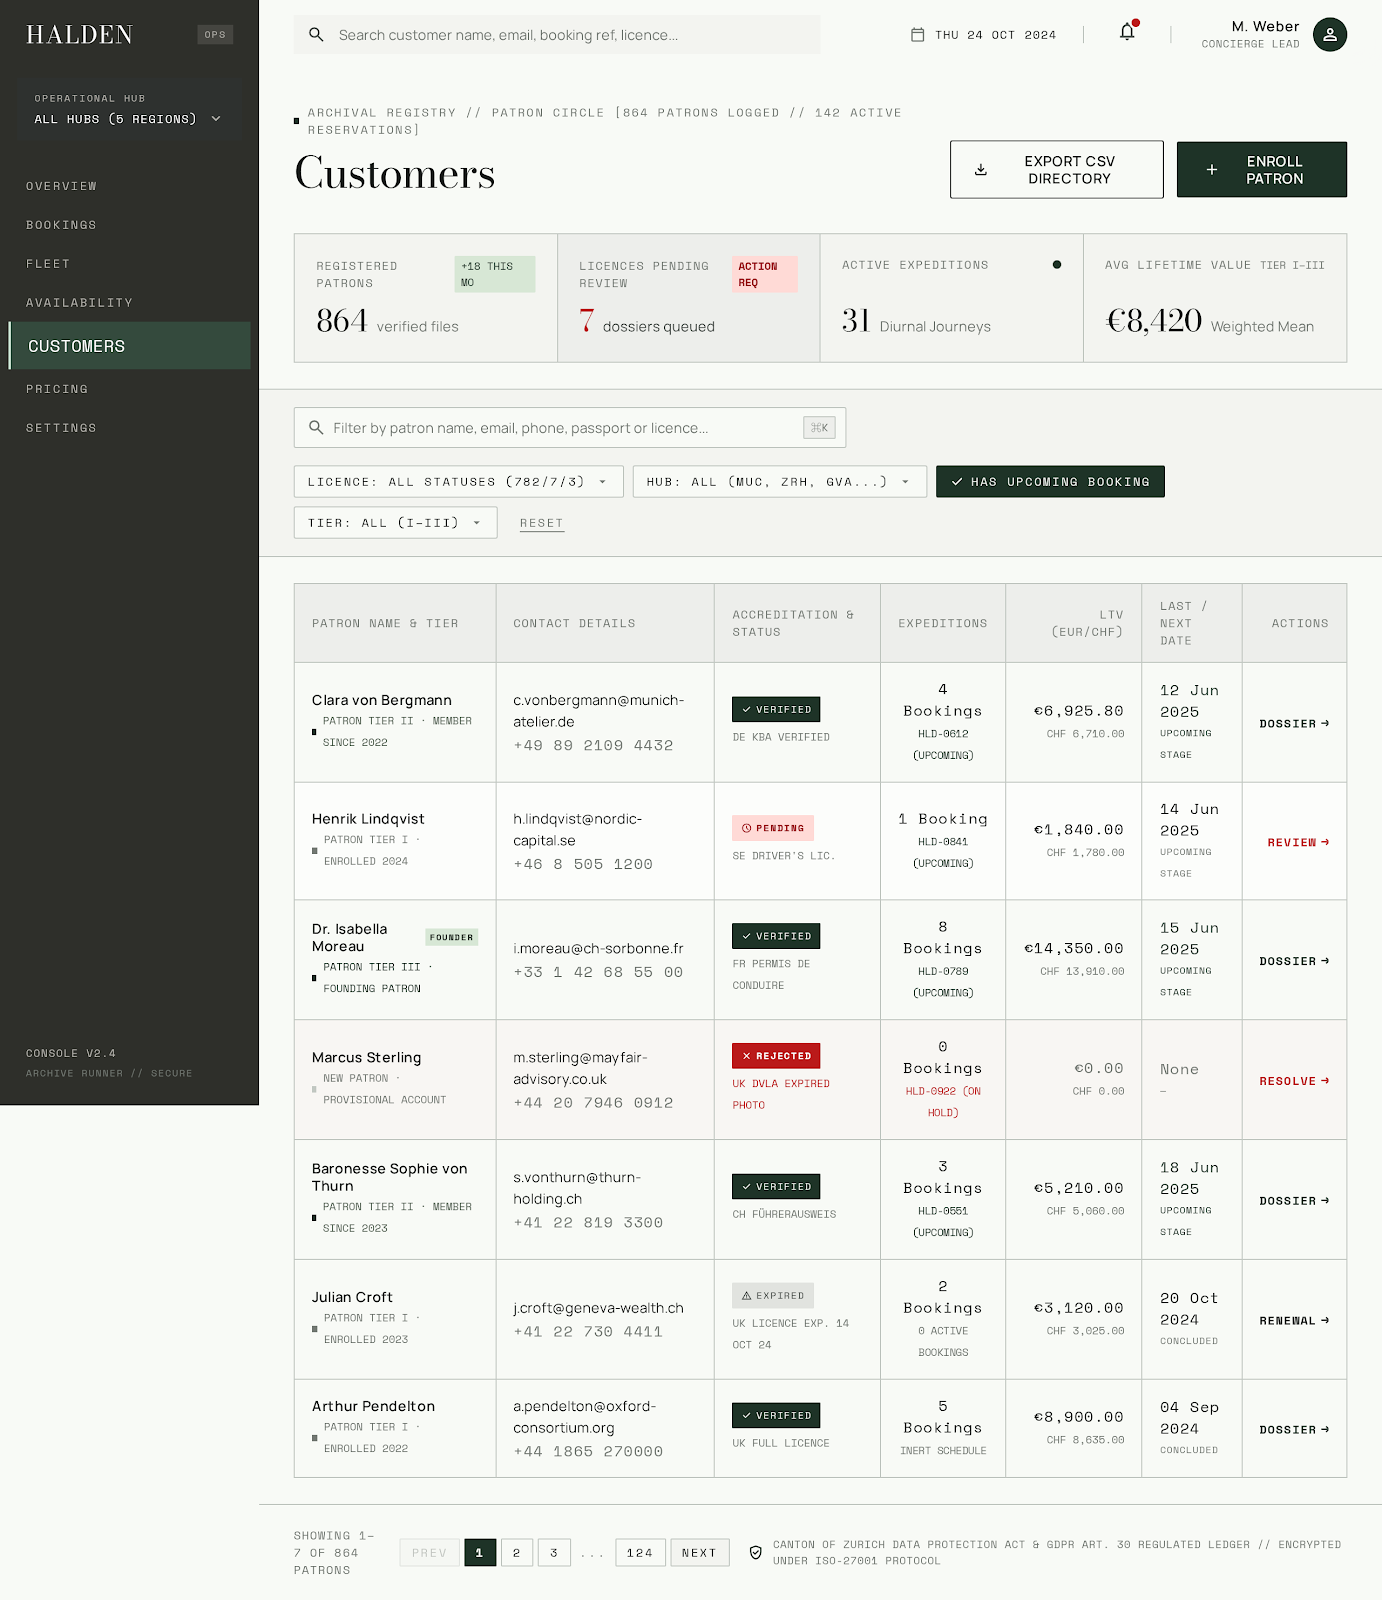 HALDEN
OPS
OPERATIONAL HUB
ALL HUBS (5 REGIONS)
OVERVIEW
BOOKINGS
FLEET
AVAILABILITY
CUSTOMERS
PRICING
SETTINGS
CONSOLE V2.4
ARCHIVE RUNNER // SECURE
Search customer name, email, booking ref, licence...
THU 24 OCT 2024
M. Weber
CONCIERGE LEAD
ARCHIVAL REGISTRY // PATRON CIRCLE [864 PATRONS LOGGED // 142 ACTIVE
RESERVATIONS]
Customers
EXPORT CSV
DIRECTORY
ENROLL
PATRON
REGISTERED
PATRONS
+18 THIS
MO
864 verified files
LICENCES PENDING
REVIEW
ACTION
REQ
7 dossiers queued
ACTIVE EXPEDITIONS
31 Diurnal Journeys
AVG LIFETIME VALUE TIER I–III
€8,420 Weighted Mean
Filter by patron name, email, phone, passport or licence...
⌘K
LICENCE: ALL STATUSES (782/7/3)
HUB: ALL (MUC, ZRH, GVA...)
HAS UPCOMING BOOKING
TIER: ALL (I–III)
RESET
PATRON NAME & TIER
CONTACT DETAILS
ACCREDITATION &
STATUS
EXPEDITIONS
LTV
(EUR/CHF)
LAST /
NEXT
DATE
ACTIONS
Clara von Bergmann
PATRON TIER II · MEMBER
SINCE 2022
c.vonbergmann@munich-
atelier.de
+49 89 2109 4432
VERIFIED
DE KBA VERIFIED
4
Bookings
HLD-0612
(UPCOMING)
€6,925.80
CHF 6,710.00
12 Jun
2025
UPCOMING
STAGE
DOSSIER →
Henrik Lindqvist
PATRON TIER I ·
ENROLLED 2024
h.lindqvist@nordic-
capital.se
+46 8 505 1200
PENDING
SE DRIVER'S LIC.
1 Booking
HLD-0841
(UPCOMING)
€1,840.00
CHF 1,780.00
14 Jun
2025
UPCOMING
STAGE
REVIEW →
Dr. Isabella
Moreau
FOUNDER
PATRON TIER III ·
FOUNDING PATRON
i.moreau@ch-sorbonne.fr
+33 1 42 68 55 00
VERIFIED
FR PERMIS DE
CONDUIRE
8
Bookings
HLD-0789
(UPCOMING)
€14,350.00
CHF 13,910.00
15 Jun
2025
UPCOMING
STAGE
DOSSIER →
Marcus Sterling
NEW PATRON ·
PROVISIONAL ACCOUNT
m.sterling@mayfair-
advisory.co.uk
+44 20 7946 0912
REJECTED
UK DVLA EXPIRED
PHOTO
0
Bookings
HLD-0922 (ON
HOLD)
€0.00
CHF 0.00
None
—
RESOLVE →
Baronesse Sophie von
Thurn
PATRON TIER II · MEMBER
SINCE 2023
s.vonthurn@thurn-
holding.ch
+41 22 819 3300
VERIFIED
CH FÜHRERAUSWEIS
3
Bookings
HLD-0551
(UPCOMING)
€5,210.00
CHF 5,060.00
18 Jun
2025
UPCOMING
STAGE
DOSSIER →
Julian Croft
PATRON TIER I ·
ENROLLED 2023
j.croft@geneva-wealth.ch
+41 22 730 4411
EXPIRED
UK LICENCE EXP. 14
OCT 24
2
Bookings
0 ACTIVE
BOOKINGS
€3,120.00
CHF 3,025.00
20 Oct
2024
CONCLUDED
RENEWAL →
Arthur Pendelton
PATRON TIER I ·
ENROLLED 2022
a.pendelton@oxford-
consortium.org
+44 1865 270000
VERIFIED
UK FULL LICENCE
5
Bookings
INERT SCHEDULE
€8,900.00
CHF 8,635.00
04 Sep
2024
CONCLUDED
DOSSIER →
SHOWING 1–
7 OF 864
PATRONS
PREV
1
2
3
...
124
NEXT
CANTON OF ZURICH DATA PROTECTION ACT & GDPR ART. 30 REGULATED LEDGER // ENCRYPTED
UNDER ISO-27001 PROTOCOL